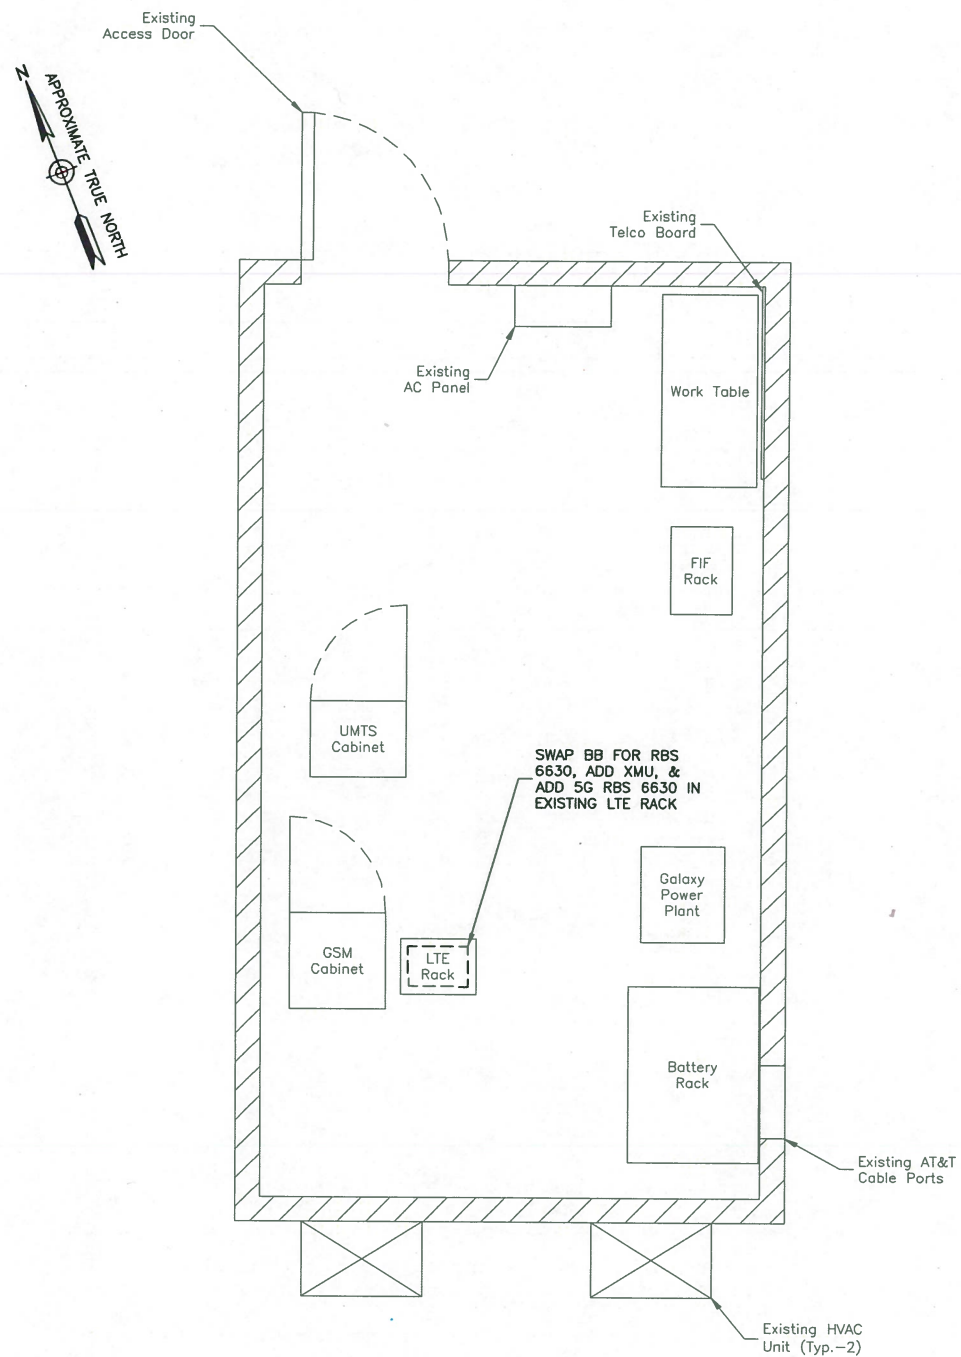 Existing
Access Door
N
APPROXIMATE TRUE NORTH
Existing
Telco Board
Existing
AC Panel
Work Table
FIF
Rack
UMTS
Cabinet
SWAP BB FOR RBS
6630, ADD XMU, &
ADD 5G RBS 6630 IN
EXISTING LTE RACK
Galaxy
Power
Plant
GSM
Cabinet
LTE
Rack
Battery
Rack
Existing AT&T
Cable Ports
Existing HVAC
Unit (Typ.-2)